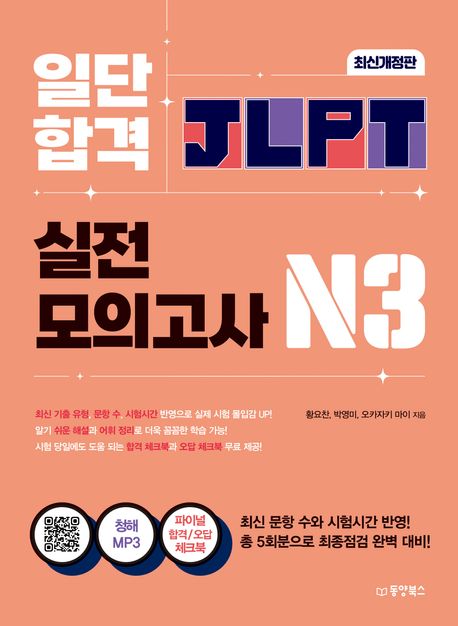 일단
합격
최신개정판
JLPT
실전
모의고사
N3
최신 기출 유형, 문항 수, 시험시간 반영으로 실제 시험 몰입감 UP!
알기 쉬운 해설과 어휘 정리로 더욱 꼼꼼한 학습 가능!
시험 당일에도 도움 되는 합격 체크북과 오답 체크북 무료 제공!
황요찬, 박영미, 오카자키 마이 지음
청해
MP3
파이널
합격/오답
체크북
최신 문항 수와 시험시간 반영!
총 5회분으로 최종점검 완벽 대비!
동양북스